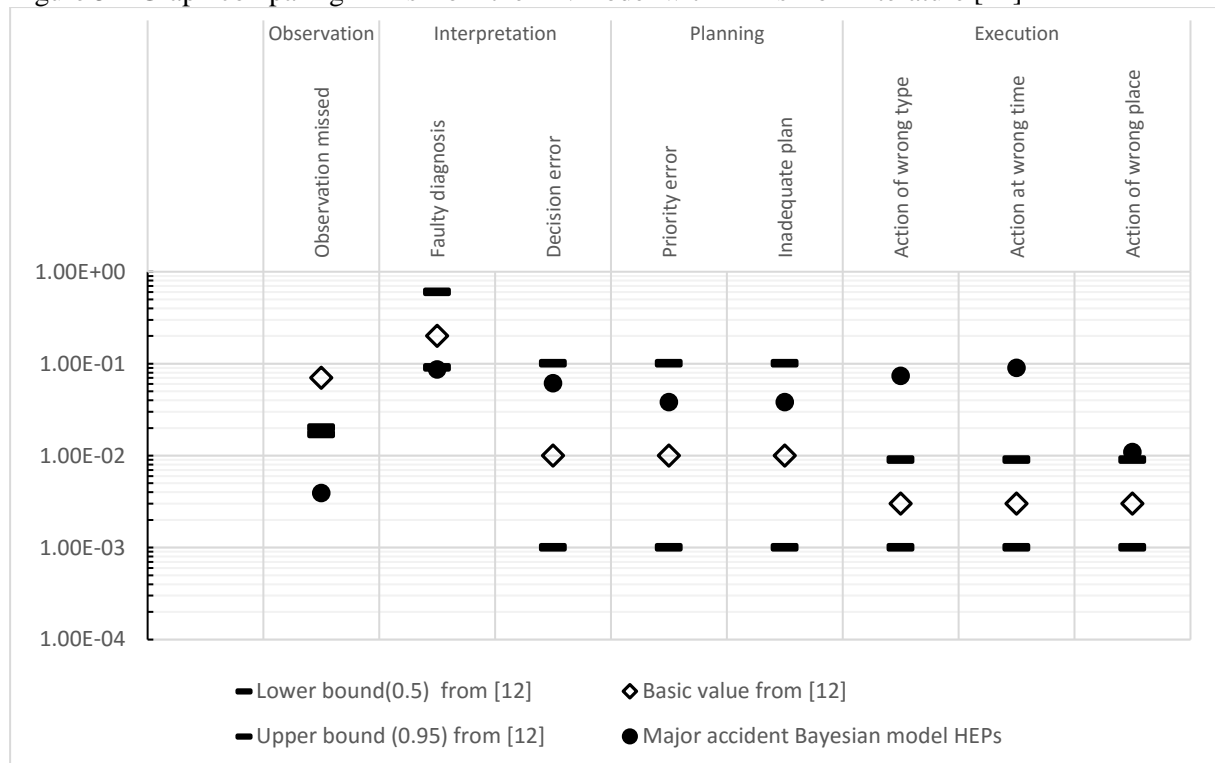 Observation Interpretation Planning Execution
Observation missed
Faulty diagnosis
Decision error
Priority error
Inadequate plan
Action of wrong type
Action at wrong time
Action of wrong place
1.00E+00
1.00E-01
1.00E-02
1.00E-03
1.00E-04
Lower bound(0.5) from [12] Basic value from [12]
Upper bound (0.95) from [12] Major accident Bayesian model HEPs